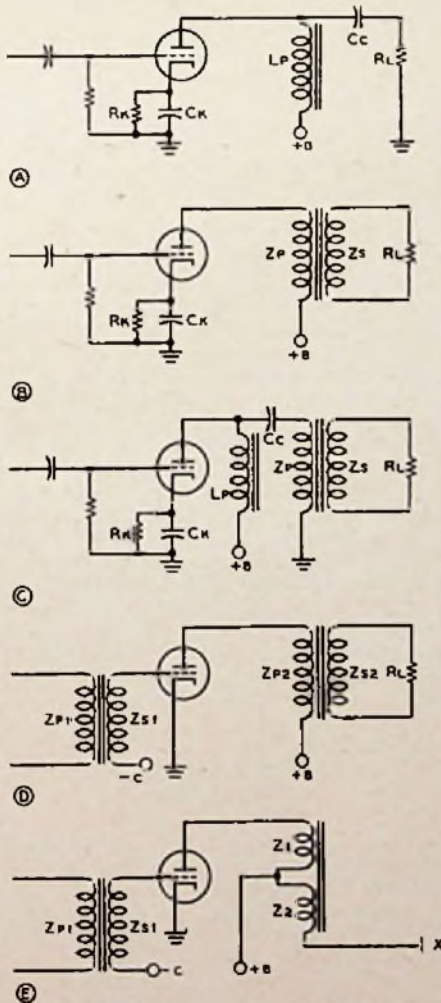 Cc
LP
RL
RK
CK
+B
A
ZP
ZS
RL
RK
CK
+B
B
Cc
LP
ZP
ZS
RL
RK
CK
+B
C
ZP1
ZS1
ZP2
ZS2
RL
-C
+B
D
Z1
ZP1
ZS1
Z2
X
-C
+B
E